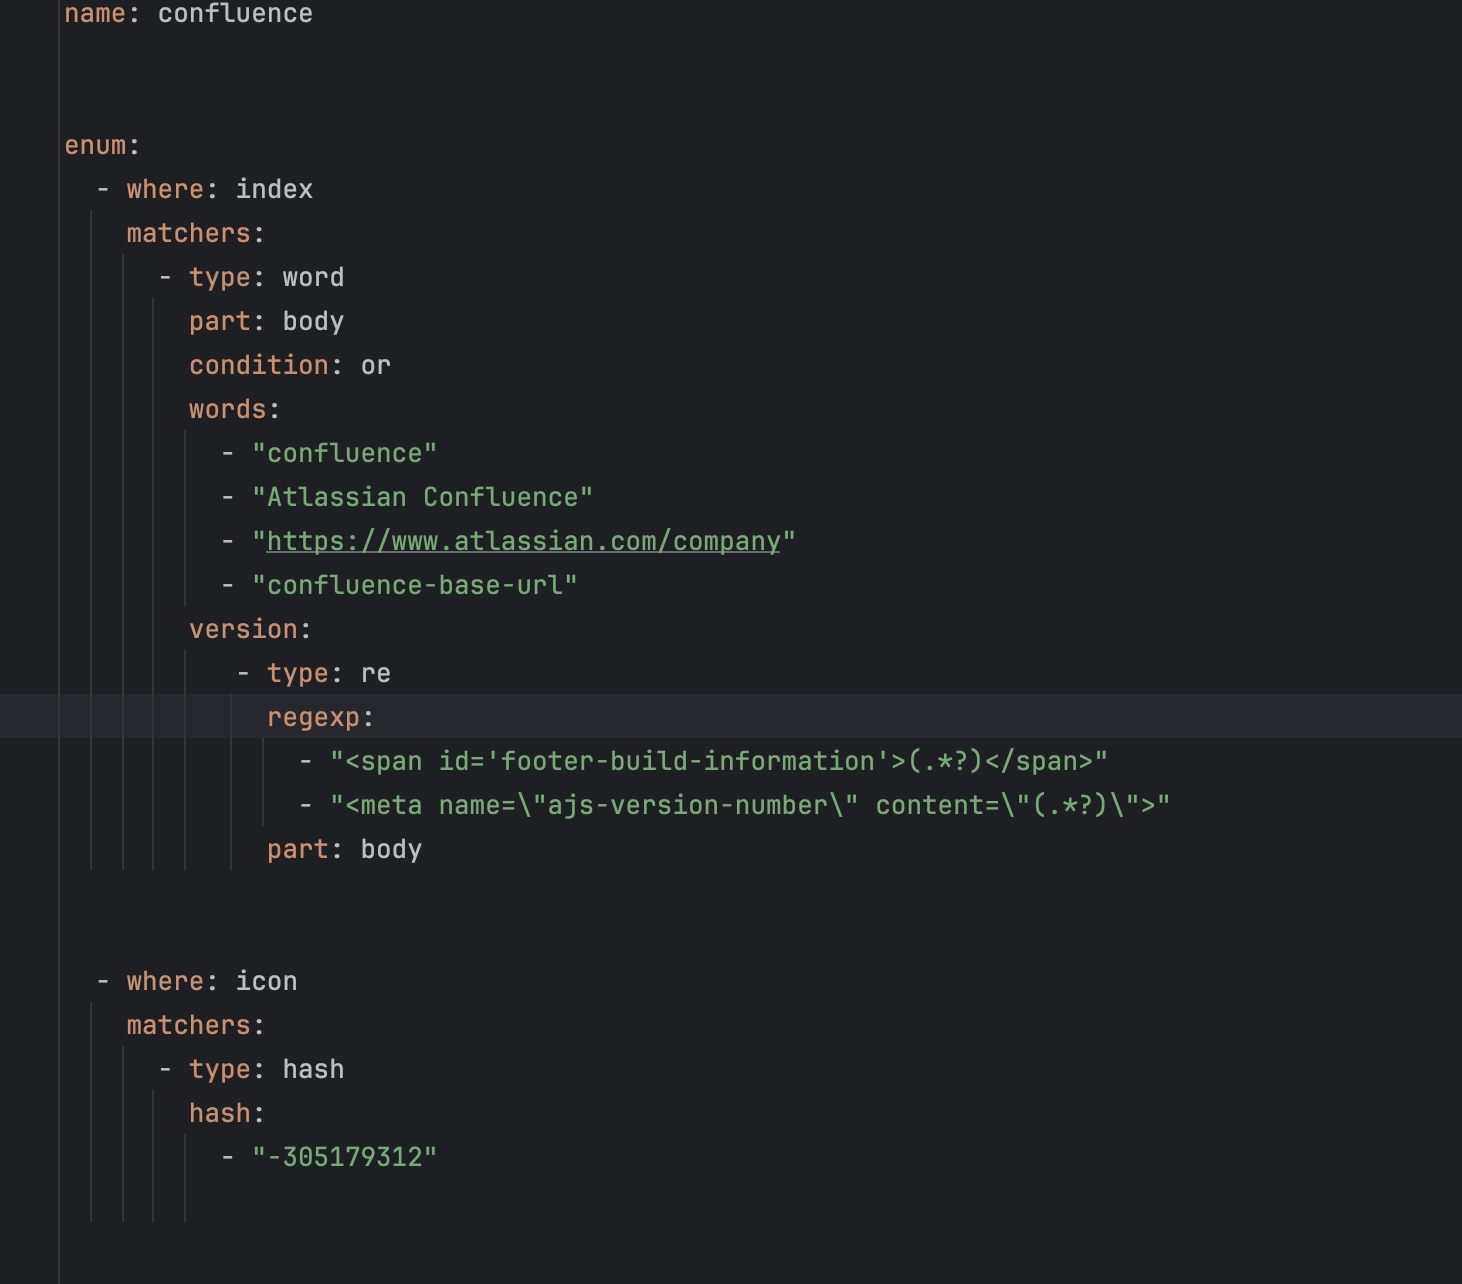 name: confluence
enum:
  - where: index
    matchers:
      - type: word
        part: body
        condition: or
        words:
          - "confluence"
          - "Atlassian Confluence"
          - "https://www.atlassian.com/company"
          - "confluence-base-url"
        version:
           - type: re
             regexp:
               - "<span id='footer-build-information'>(.*?)</span>"
               - "<meta name=\"ajs-version-number\" content=\"(.*?)\">"
             part: body
  - where: icon
    matchers:
      - type: hash
        hash:
          - "-305179312"